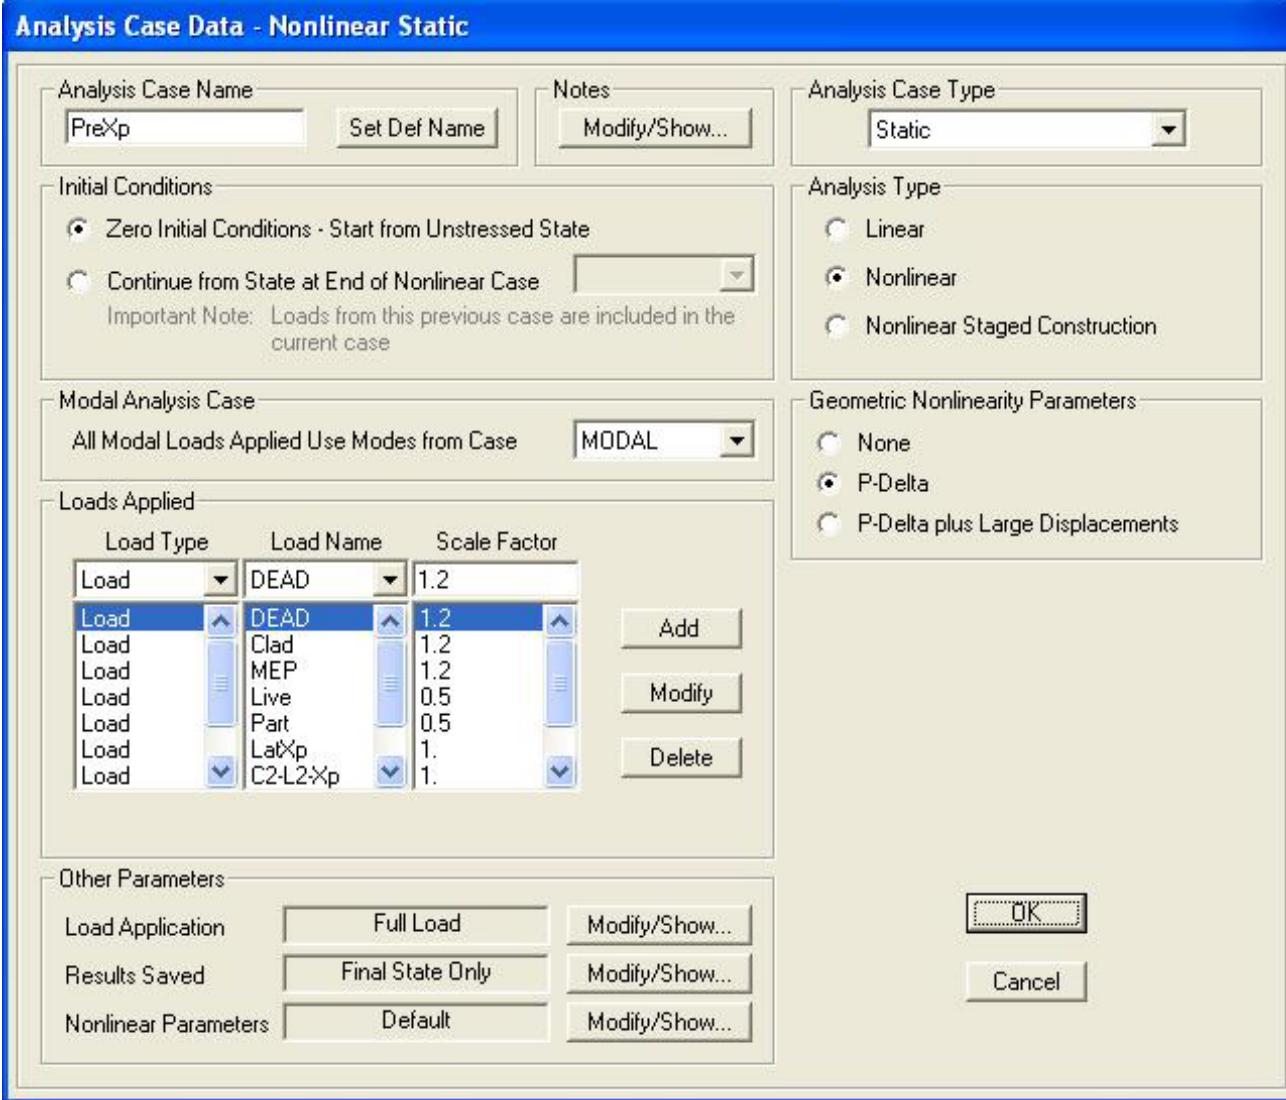 Analysis Case Data - Nonlinear Static
Analysis Case Name
PreXp
Set Def Name
Notes
Modify/Show...
Analysis Case Type
Static
Initial Conditions
Zero Initial Conditions - Start from Unstressed State
Continue from State at End of Nonlinear Case
Important Note: Loads from this previous case are included in the
current case
Analysis Type
Linear
Nonlinear
Nonlinear Staged Construction
Modal Analysis Case
All Modal Loads Applied Use Modes from Case
MODAL
Geometric Nonlinearity Parameters
None
P-Delta
P-Delta plus Large Displacements
Loads Applied
Load Type Load Name Scale Factor
Load DEAD 1.2
Load DEAD 1.2
Load Clad 1.2
Load MEP 1.2
Load Live 0.5
Load Part 0.5
Load LatXp 1.
Load C2-L2-Xp 1.
Add
Modify
Delete
Other Parameters
Load Application Full Load Modify/Show...
Results Saved Final State Only Modify/Show...
Nonlinear Parameters Default Modify/Show...
OK
Cancel